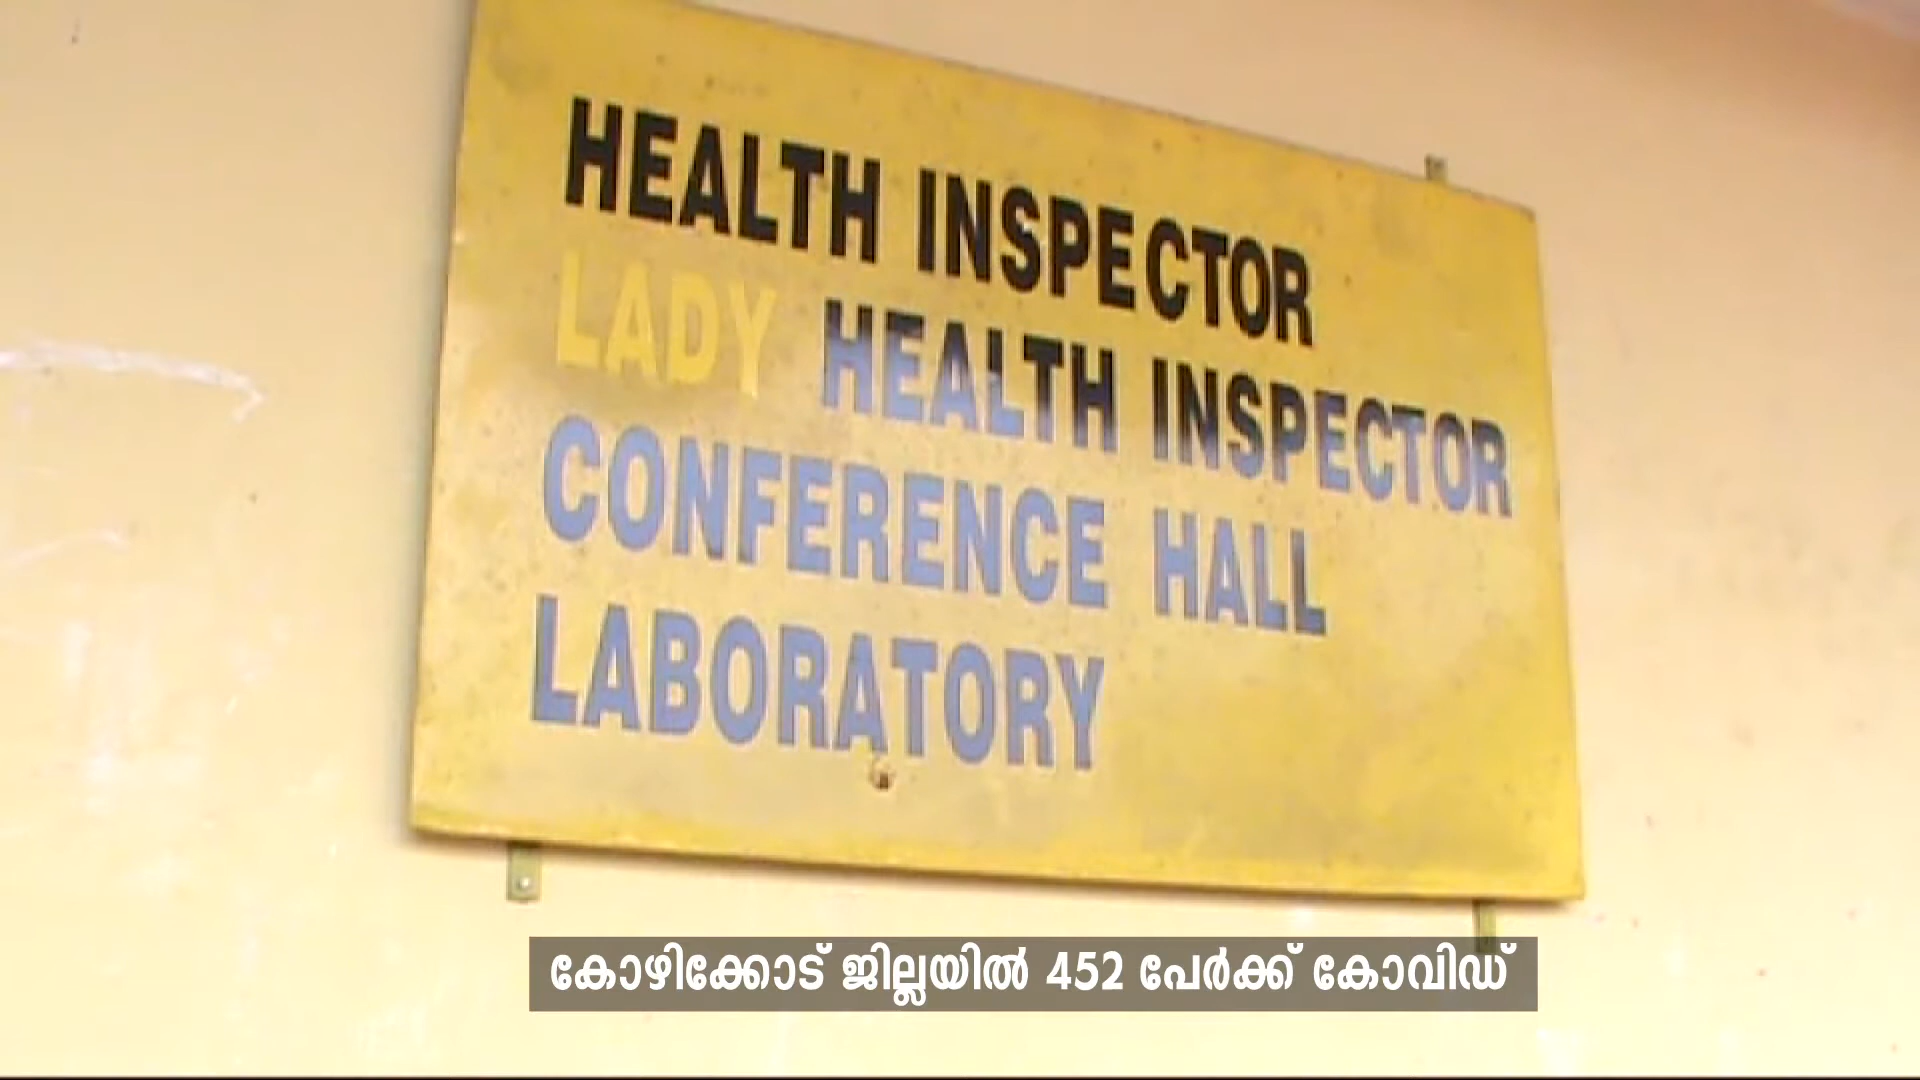 HEALTH INSPECTOR
LADY HEALTH INSPECTOR
CONFERENCE HALL
LABORATORY
കോഴിക്കോട് ജില്ലയിൽ 452 പേർക്ക് കോവിഡ്